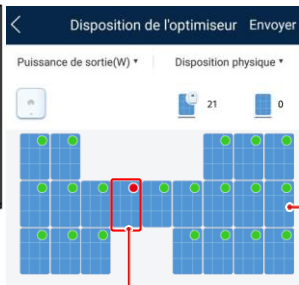 Disposition de l'optimiseur Envoyer
Puissance de sortie(W) Disposition physique
21 0